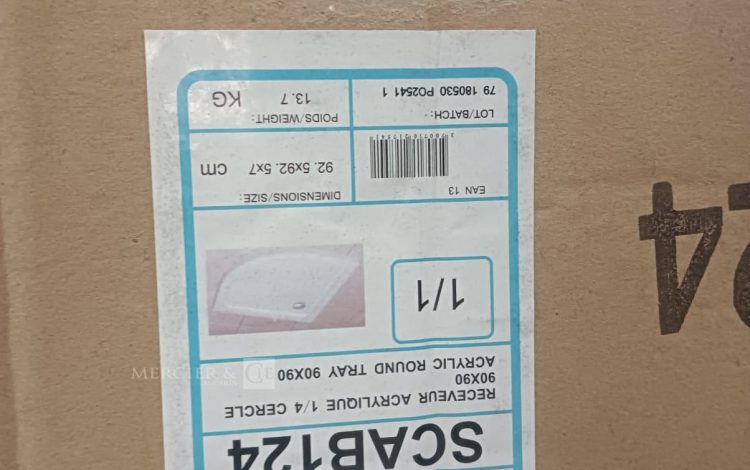 SCAB124
RECEVEUR ACRYLIQUE 1/4 CERCLE
90X90
ACRYLIC ROUND TRAY 90X90
1/1
EAN 13
DIMENSIONS/SIZE:
92. 5x92. 5x7 cm
LOT/BATCH:
79 180530 PO2541 1
POIDS/WEIGHT:
13.7 KG
24
MERCIER & CIE